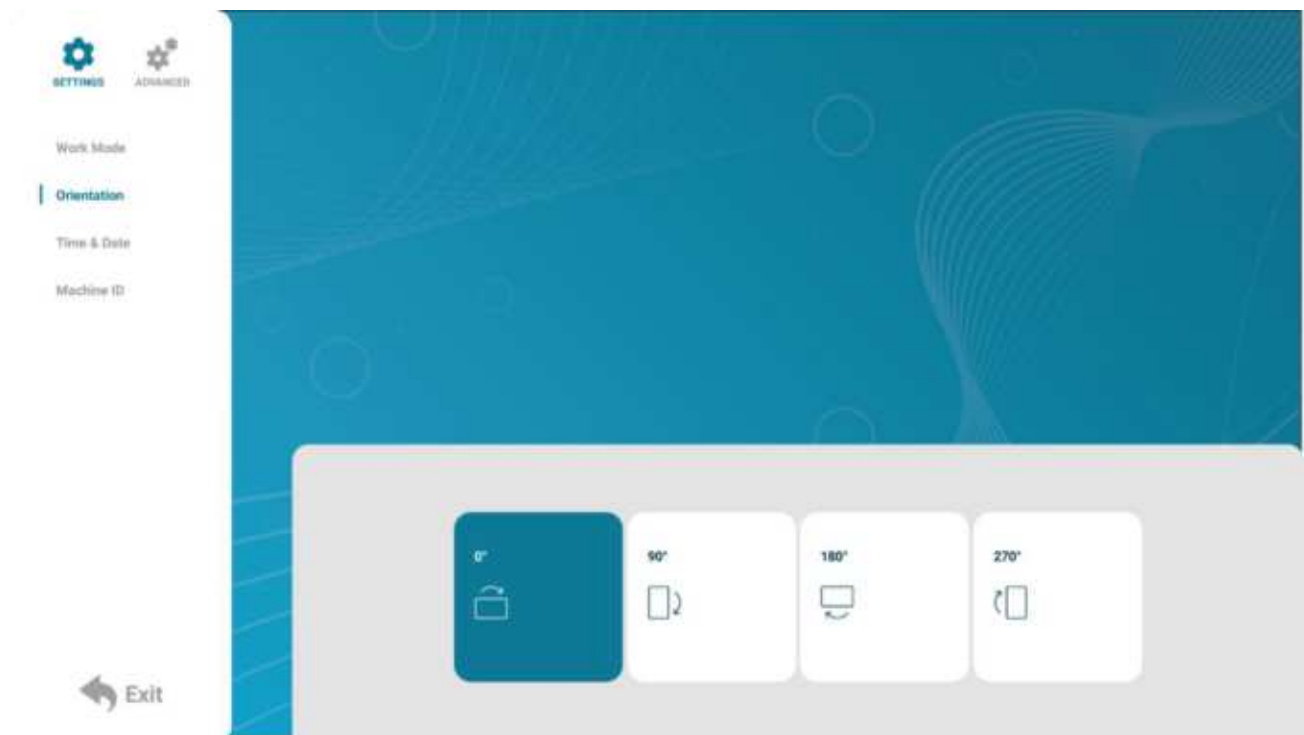 SETTINGS ADVANCED
Work Mode
Orientation
Time & Date
Machine ID
0° 90° 180° 270°
Exit